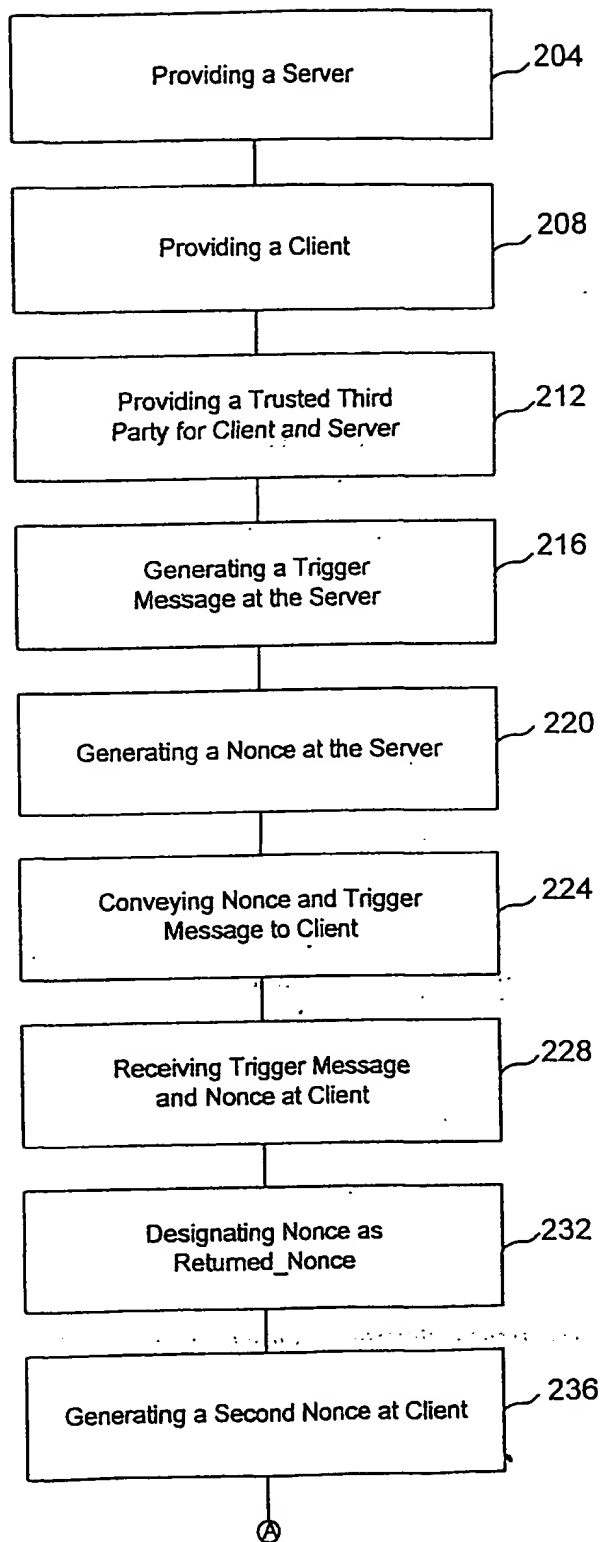 Providing a Server
204
Providing a Client
208
Providing a Trusted Third
Party for Client and Server
212
Generating a Trigger
Message at the Server
216
Generating a Nonce at the Server
220
Conveying Nonce and Trigger
Message to Client
224
Receiving Trigger Message
and Nonce at Client
228
Designating Nonce as
Returned_Nonce
232
Generating a Second Nonce at Client
236
A